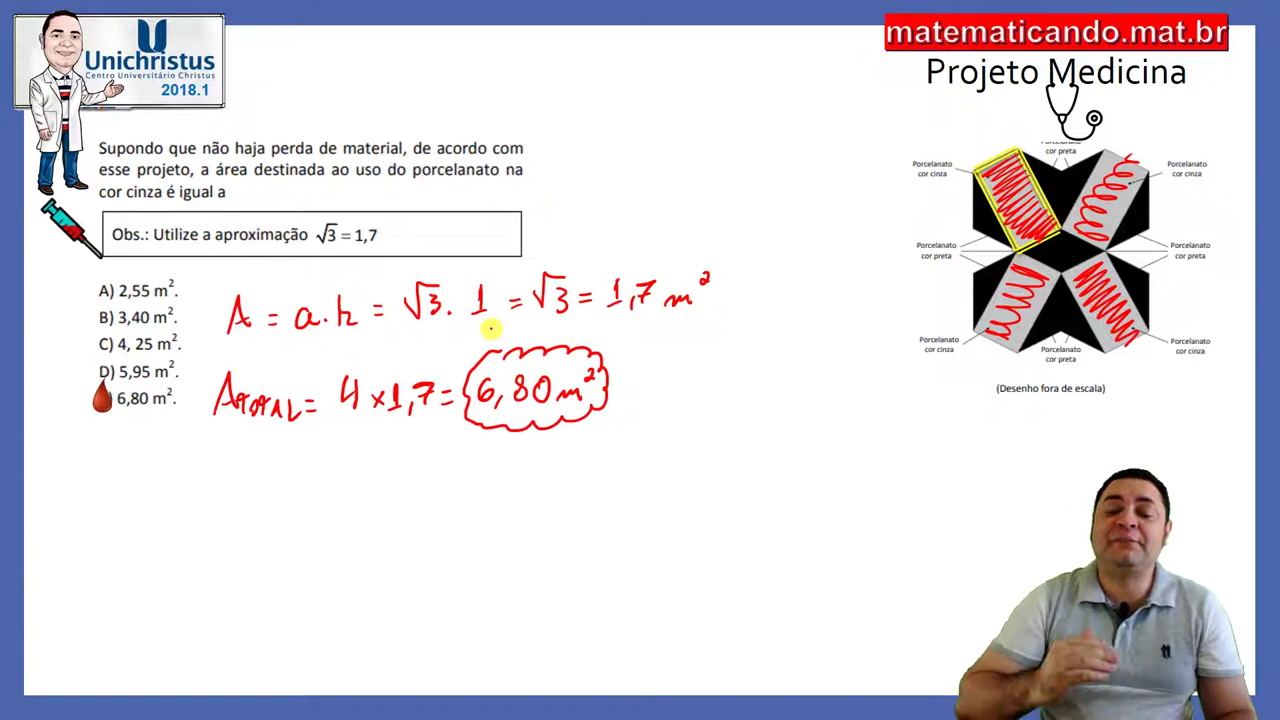 Unichristus
Centro Universitário Christus
2018.1
matematicando.mat.br
Projeto Medicina
Supondo que não haja perda de material, de acordo com
esse projeto, a área destinada ao uso do porcelanato na
cor cinza é igual a
Obs.: Utilize a aproximação √3 = 1,7
A) 2,55 m².
B) 3,40 m².
C) 4, 25 m².
D) 5,95 m².
) 6,80 m².
A = a.h = √3 . 1 = √3 = 1,7 m²
ATOTAL = 4 x 1,7 = 6,80 m²
Porcelanato
cor preta
Porcelanato
cor cinza
Porcelanato
cor cinza
Porcelanato
cor preta
Porcelanato
cor preta
Porcelanato
cor cinza
Porcelanato
cor preta
Porcelanato
cor cinza
(Desenho fora de escala)